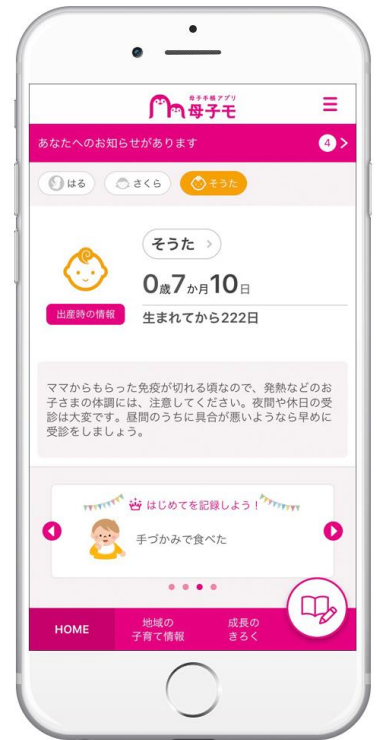 母子手帳アプリ
母子モ
あなたへのお知らせがあります 4
はる さくら そうた
そうた
0歳7か月10日
出産時の情報
生まれてから222日
ママからもらった免疫が切れる頃なので、発熱などのお
子さまの体調には、注意してください。夜間や休日の受
診は大変です。昼間のうちに具合が悪いようなら早めに
受診をしましょう。
はじめてを記録しよう!
手づかみで食べた
HOME
地域の
子育て情報
成長の
きろく